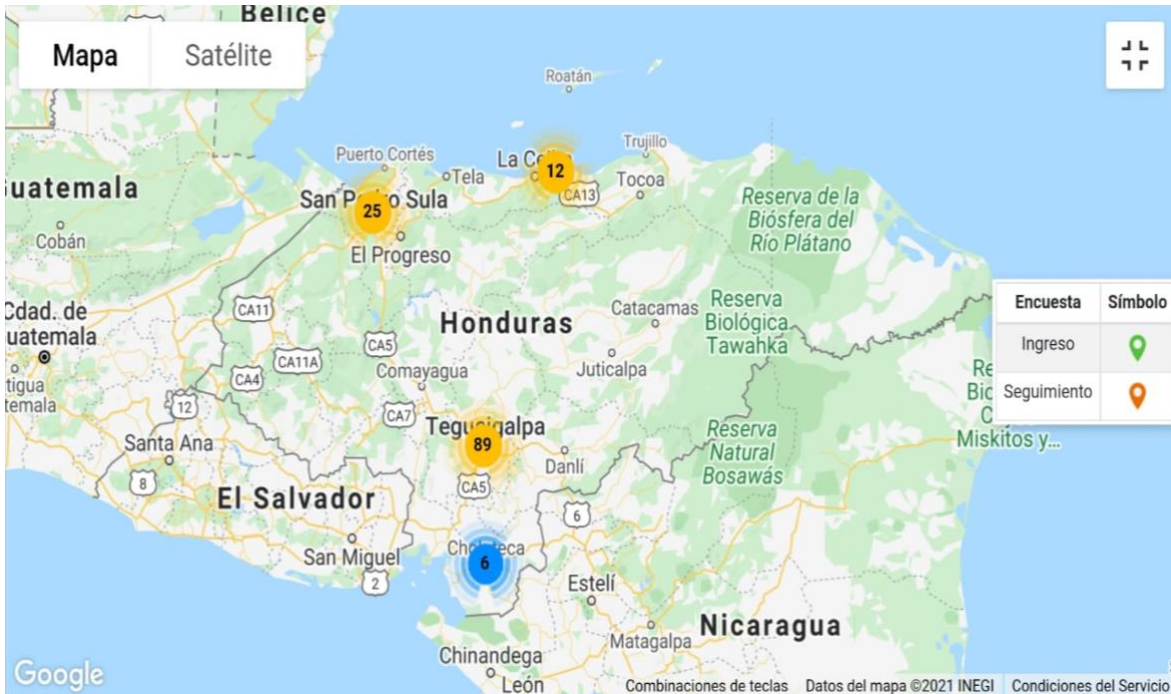 Belice
Mapa
Satélite
Roatán
Puerto Cortés
Trujillo
La
12
Tela
CA13
Tocoa
San
Sula
25
El Progreso
Reserva de la
Biósfera del
Río Plátano
Guatemala
Cobán
Cdad. de
Guatemala
CA11
Honduras
Catacamas
Reserva
Biológica
Tawahka
Encuesta
Símbolo
Ingreso
Seguimiento
CA5
CA11A
CA4
Comayagua
Juticalpa
CA7
12
Tegucigalpa
89
Danlí
Reserva
Natural
Bosawás
Miskitos y...
Santa Ana
8
CA5
El Salvador
6
San Miguel
2
6
Estelí
Nicaragua
Matagalpa
Chinandega
León
Google
Combinaciones de teclas
Datos del mapa ©2021 INEGI
Condiciones del Servicio